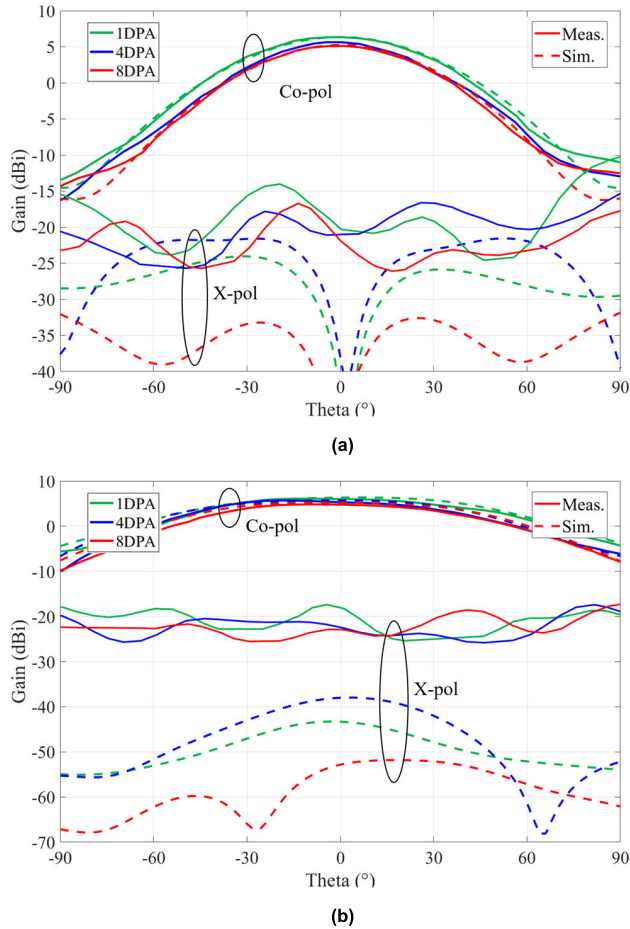 10
5
0
-5
-10
-15
-20
-25
-30
-35
-40
Gain (dBi)
1DPA
4DPA
8DPA
Meas.
Sim.
Co-pol
X-pol
-90 -60 -30 0 30 60 90
Theta (°)
(a)
10
0
-10
-20
-30
-40
-50
-60
-70
Gain (dBi)
1DPA
4DPA
8DPA
Meas.
Sim.
Co-pol
X-pol
-90 -60 -30 0 30 60 90
Theta (°)
(b)